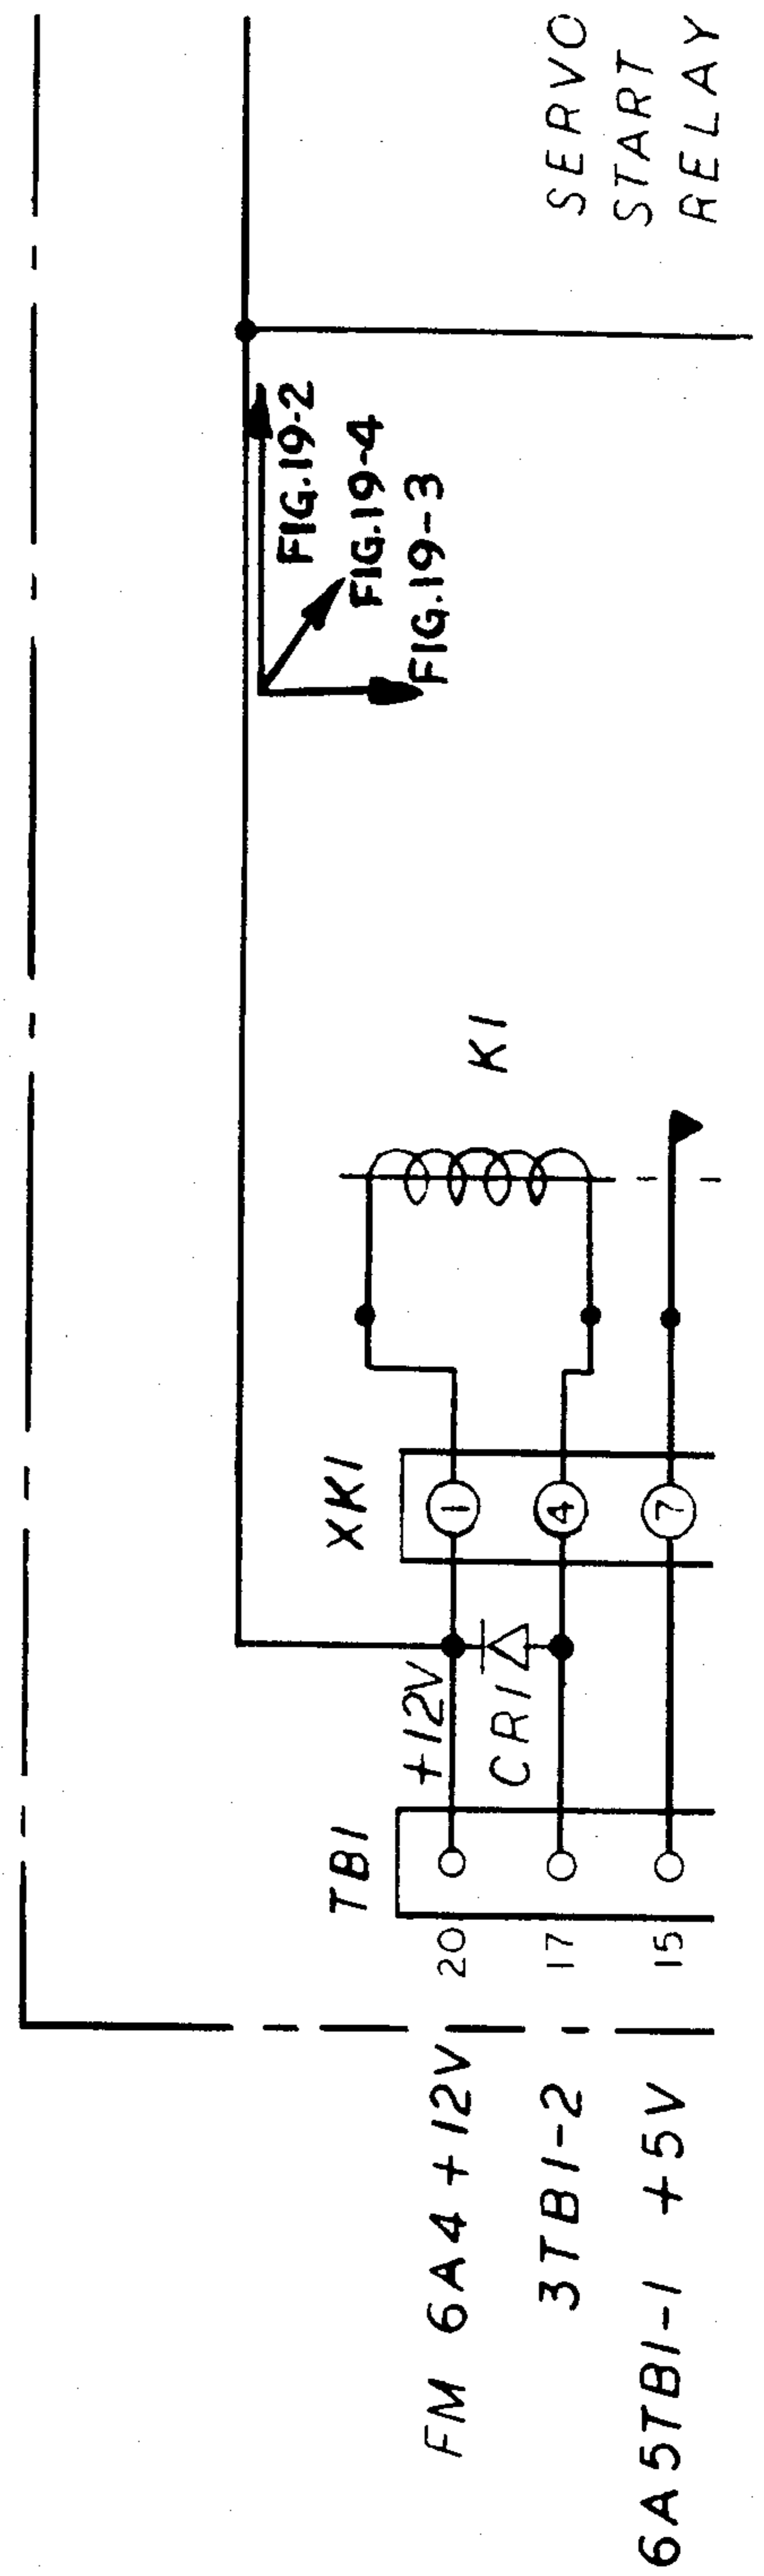 FIG.19-2
FIG.19-4
FIG.19-3
SERVO
START
RELAY
K1
XK1
1
4
7
TB1
+12V
CR1
20
17
15
FM 6A4 +12V
3TB1-2
6A5TB1-1 +5V